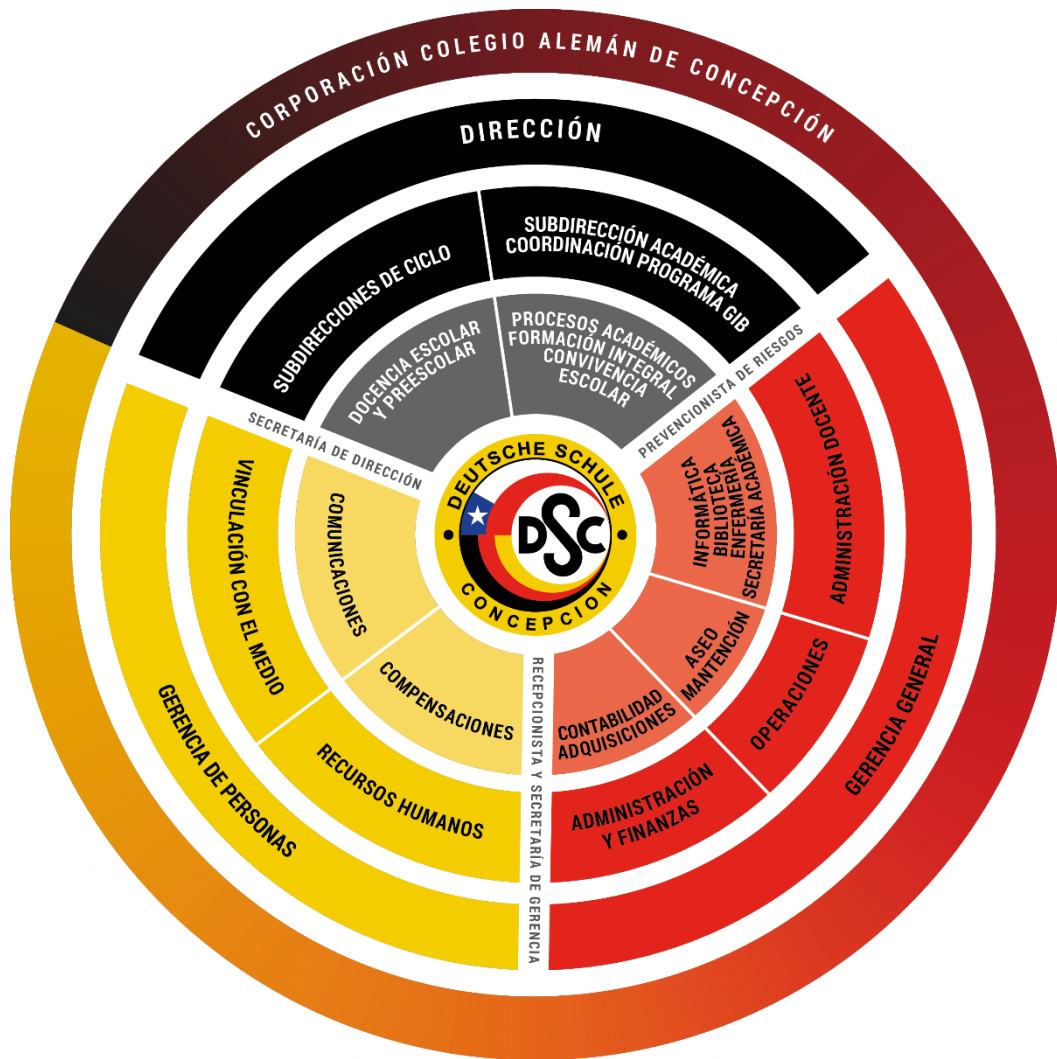 CORPORACIÓN COLEGIO ALEMÁN DE CONCEPCIÓN
DIRECCIÓN
SUBDIRECCIONES DE CICLO
SUBDIRECCIÓN ACADÉMICA
COORDINACIÓN PROGRAMA GIB
DOCENCIA ESCOLAR
Y PREESCOLAR
PROCESOS ACADÉMICOS
FORMACIÓN INTEGRAL
CONVIVENCIA
ESCOLAR
SECRETARÍA DE DIRECCIÓN
PREVENCIONISTA DE RIESGOS
DEUTSCHE SCHULE
DSC
CONCEPCION
INFORMÁTICA
BIBLIOTECA
ENFERMERÍA
SECRETARÍA ACADÉMICA
ADMINISTRACIÓN DOCENTE
ASEO
MANTENCIÓN
OPERACIONES
CONTABILIDAD
ADQUISICIONES
ADMINISTRACIÓN
Y FINANZAS
GERENCIA GENERAL
RECEPCIONISTA Y SECRETARÍA DE GERENCIA
COMUNICACIONES
VINCULACIÓN CON EL MEDIO
COMPENSACIONES
RECURSOS HUMANOS
GERENCIA DE PERSONAS